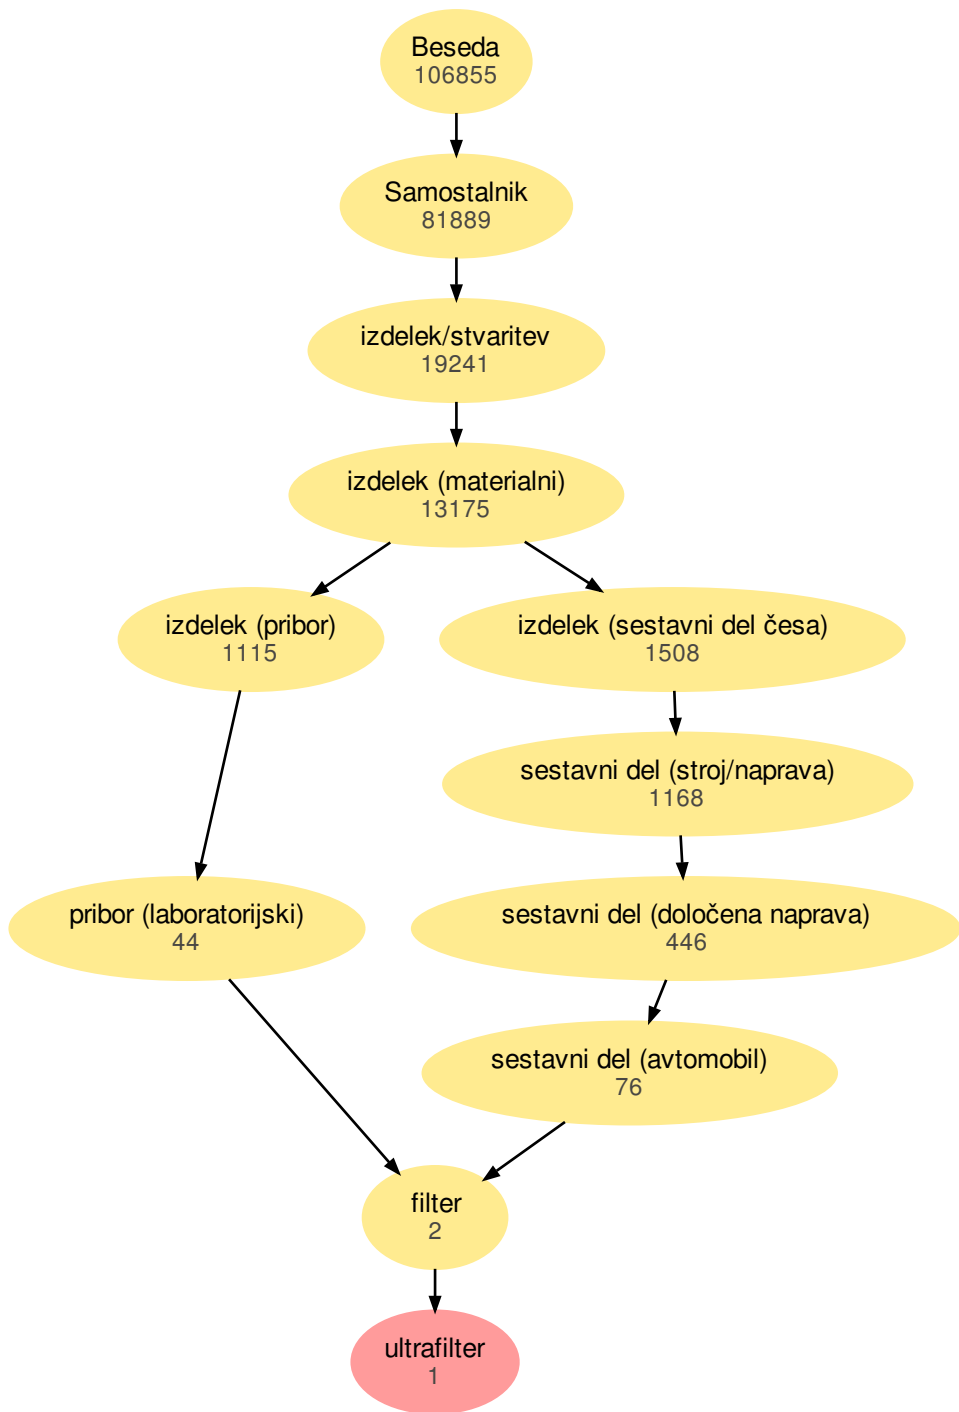 Beseda
106855
Samostalnik
81889
izdelek/stvaritev
19241
izdelek (materialni)
13175
izdelek (pribor)
1115
izdelek (sestavni del česa)
1508
sestavni del (stroj/naprava)
1168
pribor (laboratorijski)
44
sestavni del (določena naprava)
446
sestavni del (avtomobil)
76
filter
2
ultrafilter
1